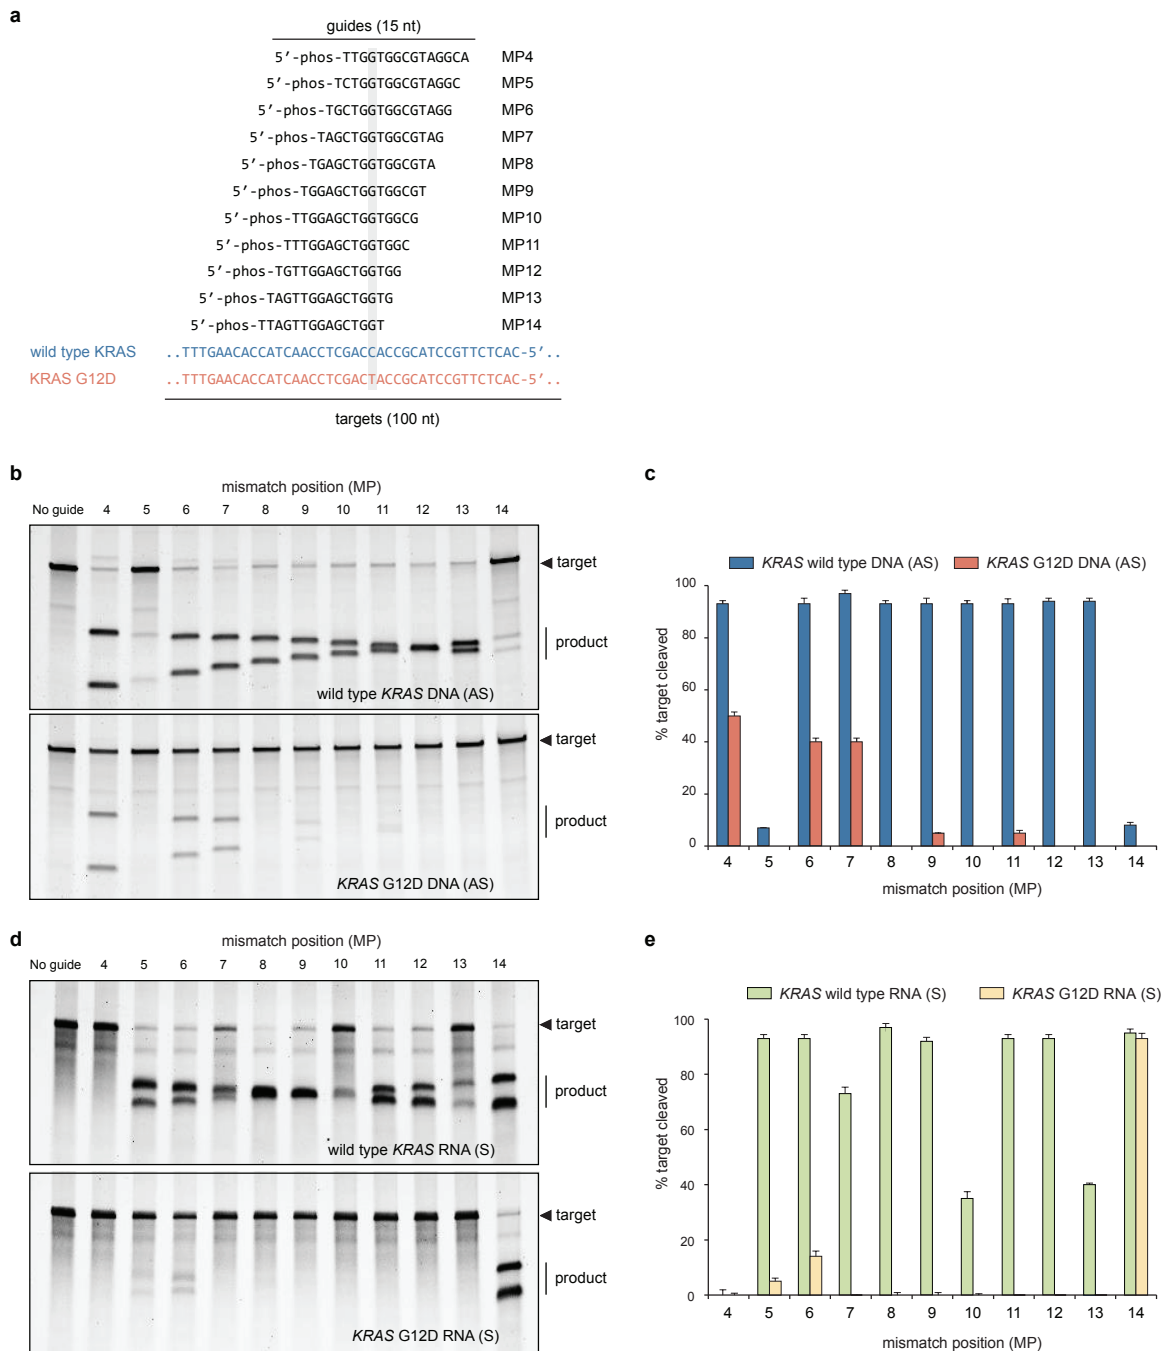 a
guides (15 nt)
5′-phos-TTGGTGGCGTAGGCA MP4
5′-phos-TCTGGTGGCGTAGGC MP5
5′-phos-TGCTGGTGGCGTAGG MP6
5′-phos-TAGCTGGTGGCGTAG MP7
5′-phos-TGAGCTGGTGGCGTA MP8
5′-phos-TGGAGCTGGTGGCGT MP9
5′-phos-TTGGAGCTGGTGGCG MP10
5′-phos-TTTGGAGCTGGTGGC MP11
5′-phos-TGTTGGAGCTGGTGG MP12
5′-phos-TAGTTGGAGCTGGTG MP13
5′-phos-TTAGTTGGAGCTGGT MP14
wild type KRAS ..TTTGAACACCATCAACCTCGACCACCGCATCCGTTCTCAC-5′..
KRAS G12D ..TTTGAACACCATCAACCTCGACTACCGCATCCGTTCTCAC-5′..
targets (100 nt)
b
mismatch position (MP)
No guide 4 5 6 7 8 9 10 11 12 13 14
target
product
wild type KRAS DNA (AS)
target
product
KRAS G12D DNA (AS)
c
KRAS wild type DNA (AS) KRAS G12D DNA (AS)
% target cleaved
100
80
60
40
20
0
4 5 6 7 8 9 10 11 12 13 14
mismatch position (MP)
d
mismatch position (MP)
No guide 4 5 6 7 8 9 10 11 12 13 14
target
product
wild type KRAS RNA (S)
target
product
KRAS G12D RNA (S)
e
KRAS wild type RNA (S) KRAS G12D RNA (S)
% target cleaved
100
80
60
40
20
0
4 5 6 7 8 9 10 11 12 13 14
mismatch position (MP)